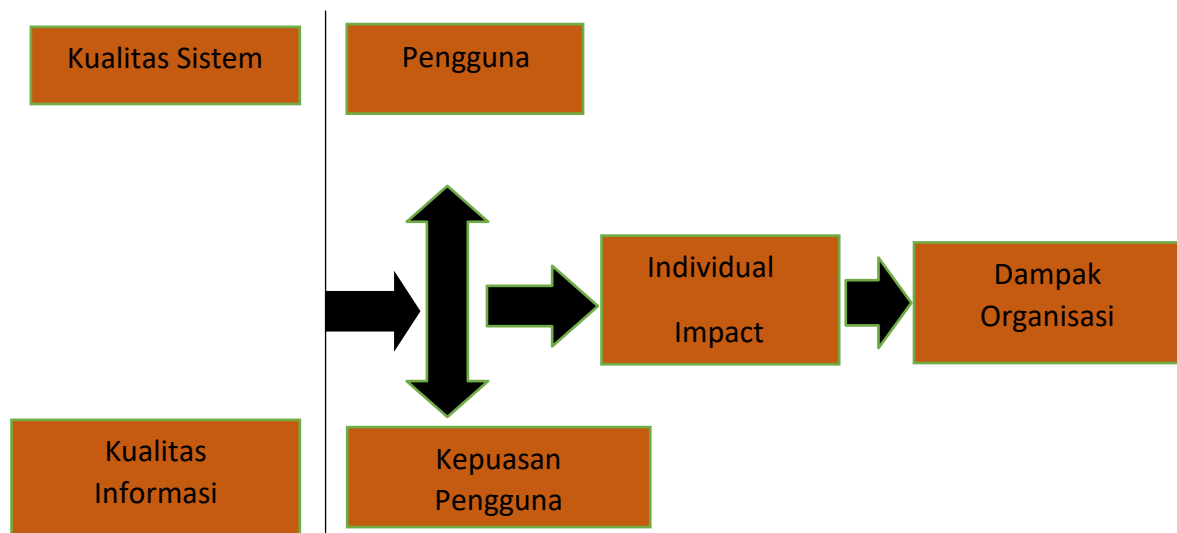 Kualitas Sistem
Pengguna
Individual
Impact
Dampak
Organisasi
Kualitas
Informasi
Kepuasan
Pengguna